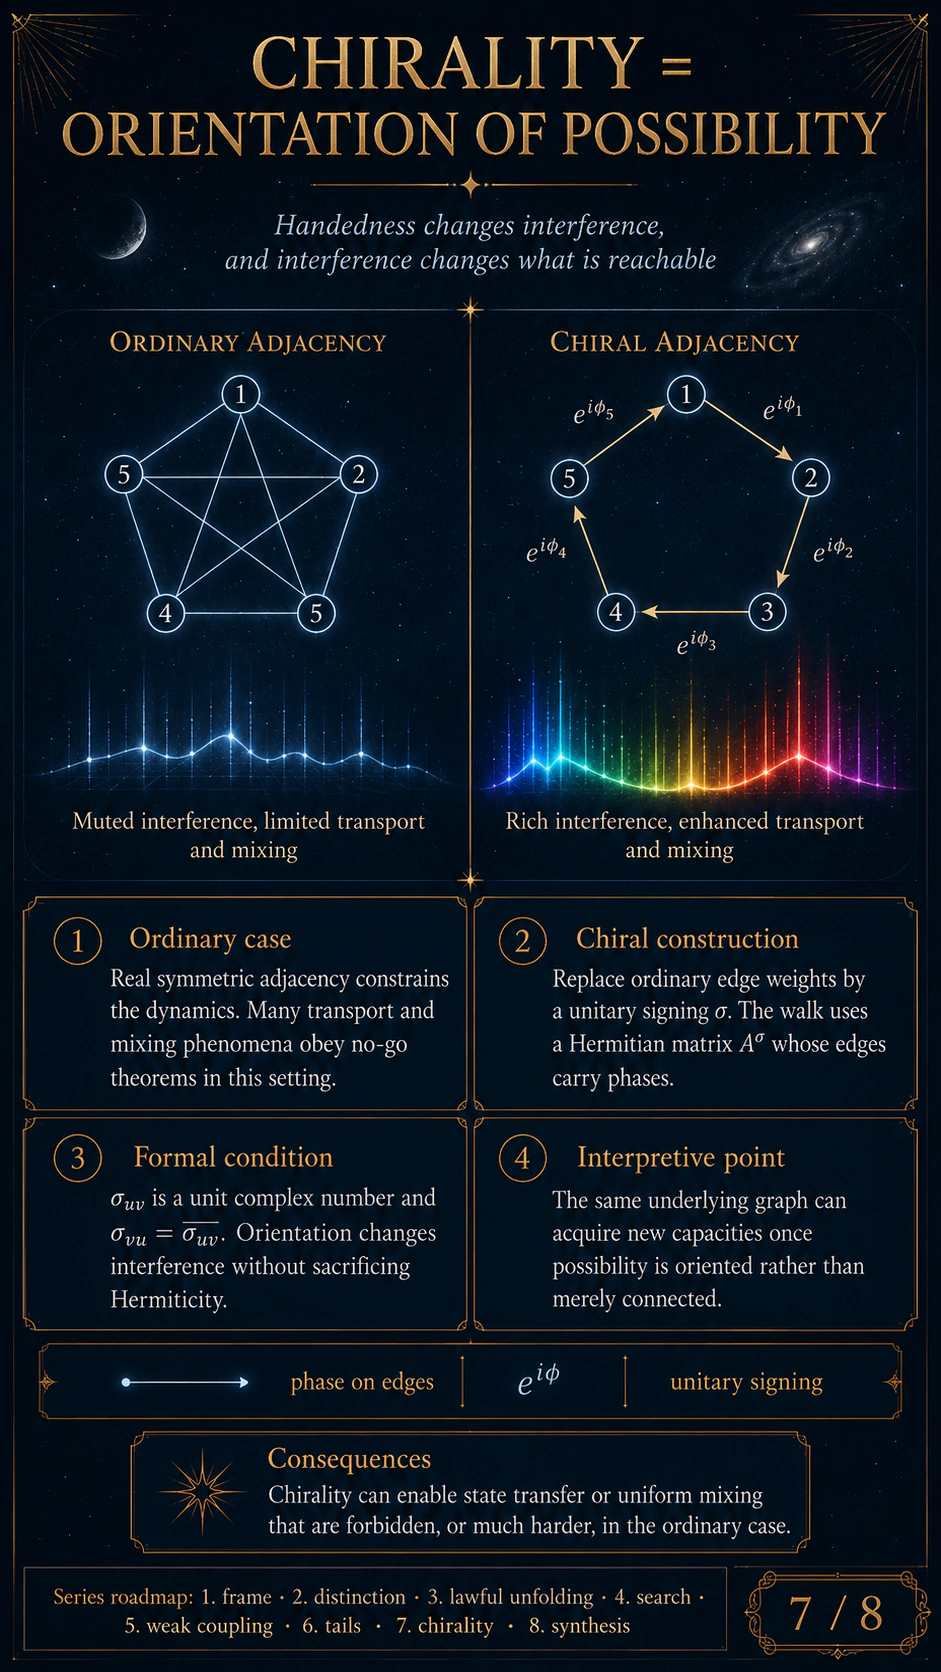 CHIRALITY =
ORIENTATION OF POSSIBILITY
Handedness changes interference,
and interference changes what is reachable
ORDINARY ADJACENCY
1
5
2
4
5
Muted interference, limited transport
and mixing
CHIRAL ADJACENCY
1
e^{iϕ₅}
e^{iϕ₁}
5
2
e^{iϕ₄}
e^{iϕ₂}
4
3
e^{iϕ₃}
Rich interference, enhanced transport
and mixing
1 Ordinary case
Real symmetric adjacency constrains
the dynamics. Many transport and
mixing phenomena obey no-go
theorems in this setting.
2 Chiral construction
Replace ordinary edge weights by
a unitary signing σ. The walk uses
a Hermitian matrix A^σ whose edges
carry phases.
3 Formal condition
σ_{uv} is a unit complex number and
σ_{vu} = \overline{σ_{uv}}. Orientation changes
interference without sacrificing
Hermiticity.
4 Interpretive point
The same underlying graph can
acquire new capacities once
possibility is oriented rather than
merely connected.
phase on edges
e^{iϕ}
unitary signing
Consequences
Chirality can enable state transfer or uniform mixing
that are forbidden, or much harder, in the ordinary case.
Series roadmap: 1. frame · 2. distinction · 3. lawful unfolding · 4. search ·
5. weak coupling · 6. tails · 7. chirality · 8. synthesis
7 / 8